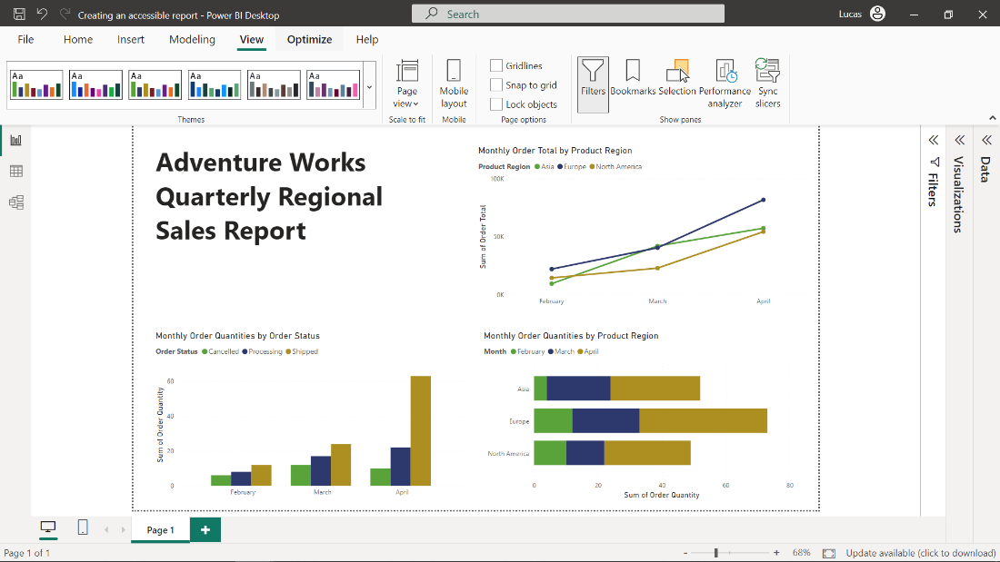 Creating an accessible report - Power BI Desktop
Search
Lucas
File Home Insert Modeling View Optimize Help
Aa Aa Aa Aa Aa Aa
Themes
Page view
Scale to fit
Mobile layout
Mobile
Gridlines
Snap to grid
Lock objects
Page options
Filters
Bookmarks
Selection
Performance analyzer
Sync slicers
Show panes
Adventure Works
Quarterly Regional
Sales Report
Monthly Order Total by Product Region
Product Region Asia Europe North America
Sum of Order Total
100K
50K
0K
February March April
Monthly Order Quantities by Order Status
Order Status Cancelled Processing Shipped
Sum of Order Quantity
60
40
20
0
February March April
Monthly Order Quantities by Product Region
Month February March April
Asia
Europe
North America
0 20 40 60 80
Sum of Order Quantity
Filters
Visualizations
Data
Page 1
+
Page 1 of 1
- + 68%
Update available (click to download)